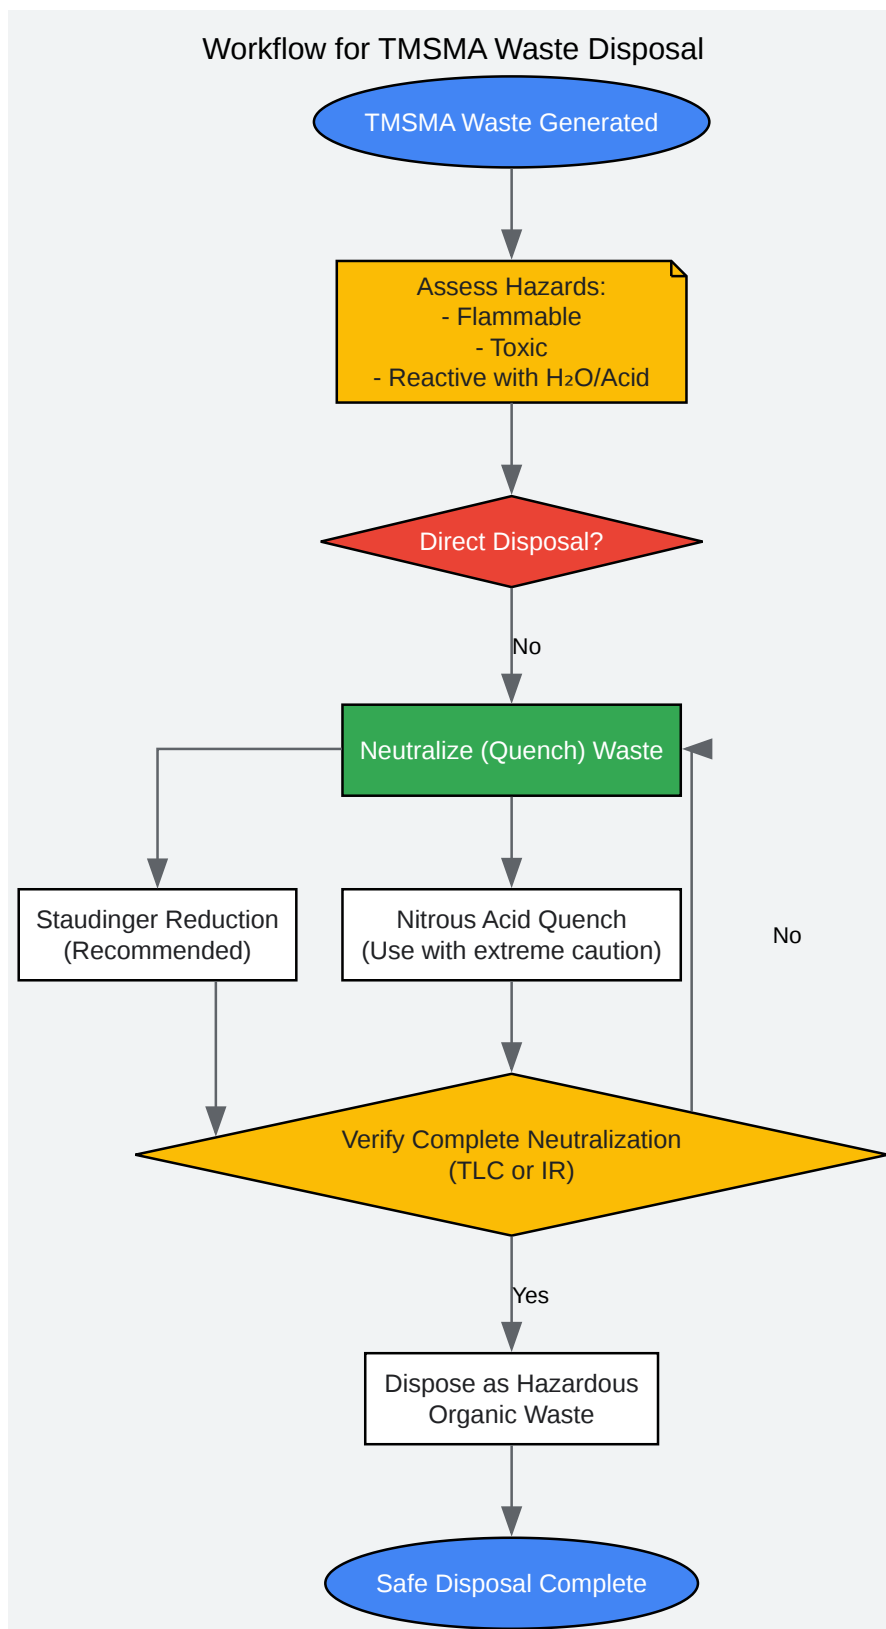 Workflow for TMSMA Waste Disposal
TMSMA Waste Generated
Assess Hazards:
- Flammable
- Toxic
- Reactive with H₂O/Acid
Direct Disposal?
No
Neutralize (Quench) Waste
Staudinger Reduction
(Recommended)
Nitrous Acid Quench
(Use with extreme caution)
No
Verify Complete Neutralization
(TLC or IR)
Yes
Dispose as Hazardous
Organic Waste
Safe Disposal Complete